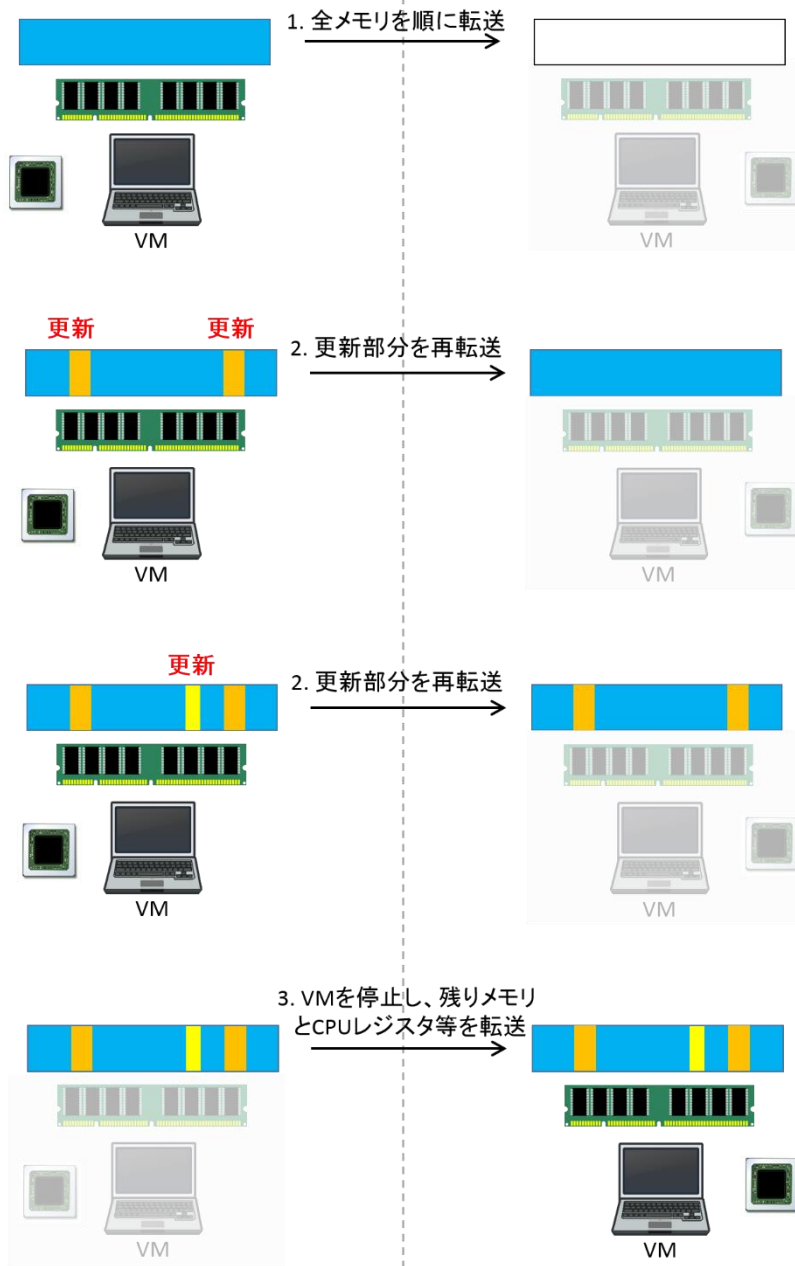 1. 全メモリを順に転送
VM
VM
更新
更新
2. 更新部分を再転送
VM
VM
更新
2. 更新部分を再転送
VM
VM
3. VMを停止し、残りメモリ
とCPUレジスタ等を転送
VM
VM